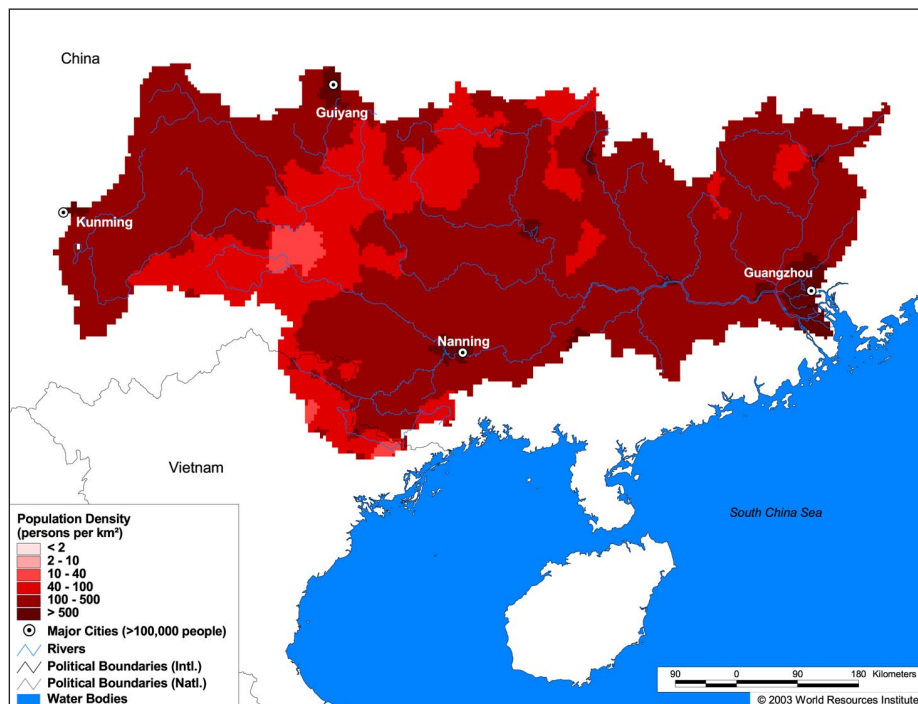 China
Guiyang
Kunming
Guangzhou
Nanning
Vietnam
South China Sea
Population Density
(persons per km²)
< 2
2 - 10
10 - 40
40 - 100
100 - 500
> 500
Major Cities (>100,000 people)
Rivers
Political Boundaries (Intl.)
Political Boundaries (Natl.)
Water Bodies
90 0 90 180 Kilometers
© 2003 World Resources Institute